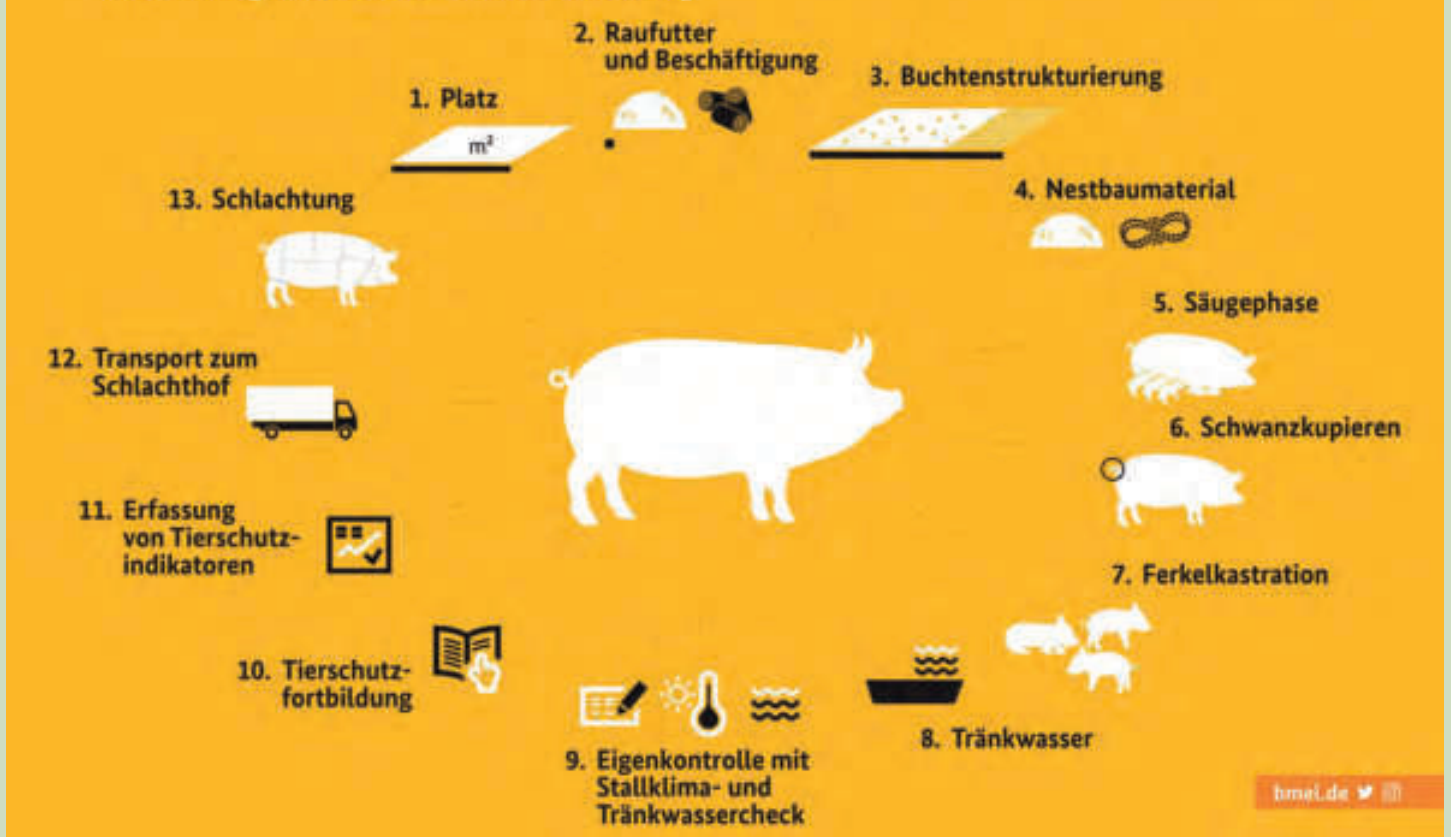 1. Platz
m²
2. Raufutter
und Beschäftigung
3. Buchtenstrukturierung
4. Nestbaumaterial
5. Säugephase
6. Schwanzkupieren
7. Ferkelkastration
8. Tränkwasser
9. Eigenkontrolle mit
Stallklima- und
Tränkwassercheck
10. Tierschutz-
fortbildung
11. Erfassung
von Tierschutz-
indikatoren
12. Transport zum
Schlachthof
13. Schlachtung
bmel.de